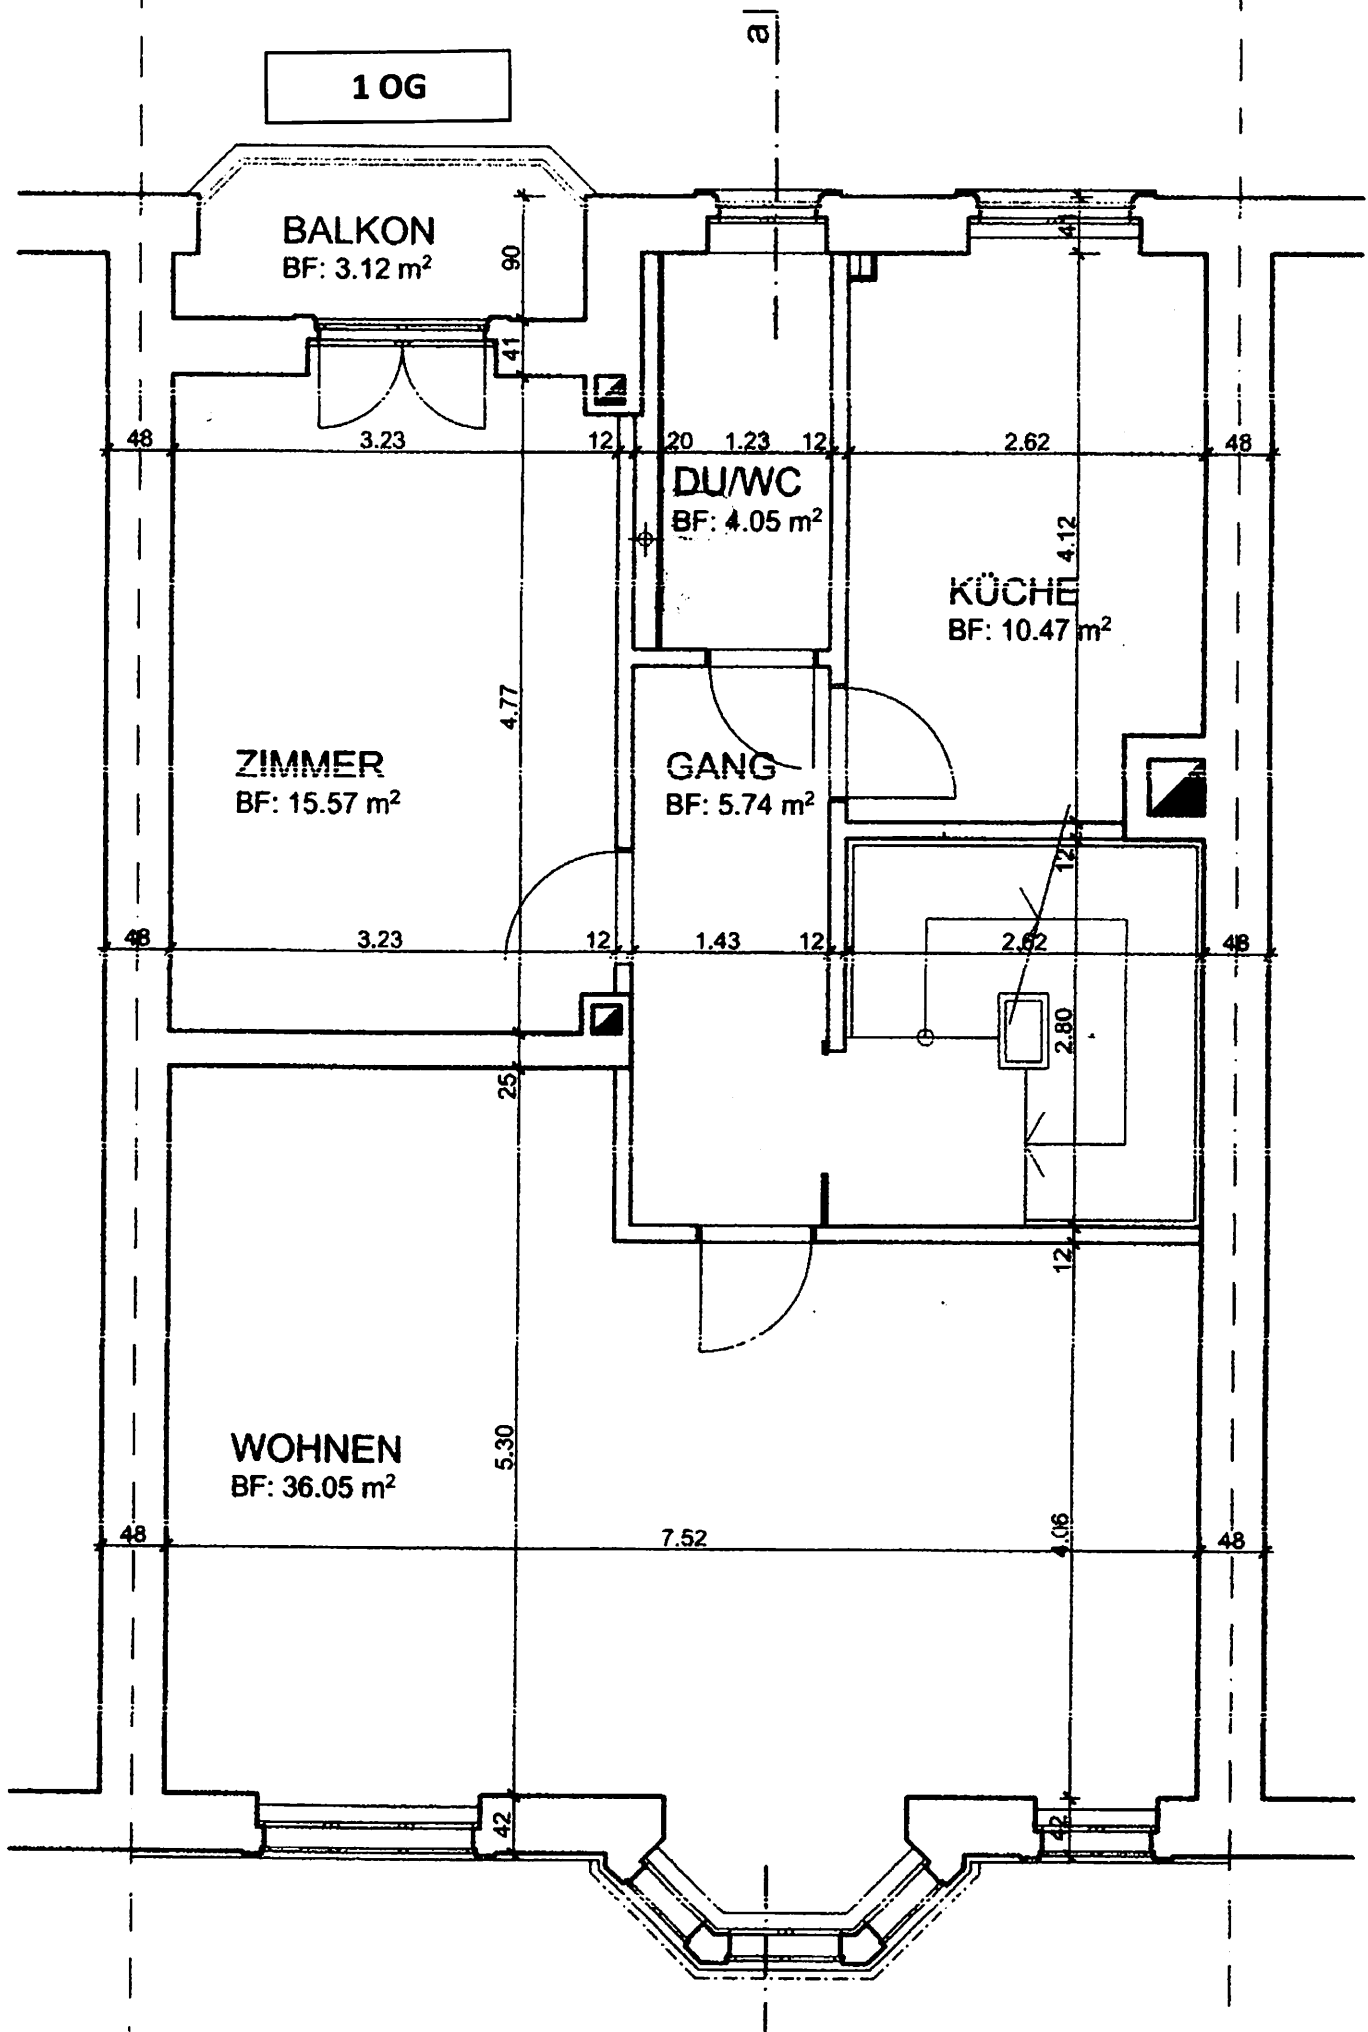 a
1 OG
BALKON
BF: 3.12 m²
90
41
41
48
3.23
12
20
1.23
12
2.62
48
DU/WC
BF: 4.05 m²
4.12
KÜCHE
BF: 10.47 m²
4.77
ZIMMER
BF: 15.57 m²
GANG
BF: 5.74 m²
12
48
3.23
12
1.43
12
2.62
48
2.80
25
12
WOHNEN
BF: 36.05 m²
5.30
4.06
48
7.52
48
42
42